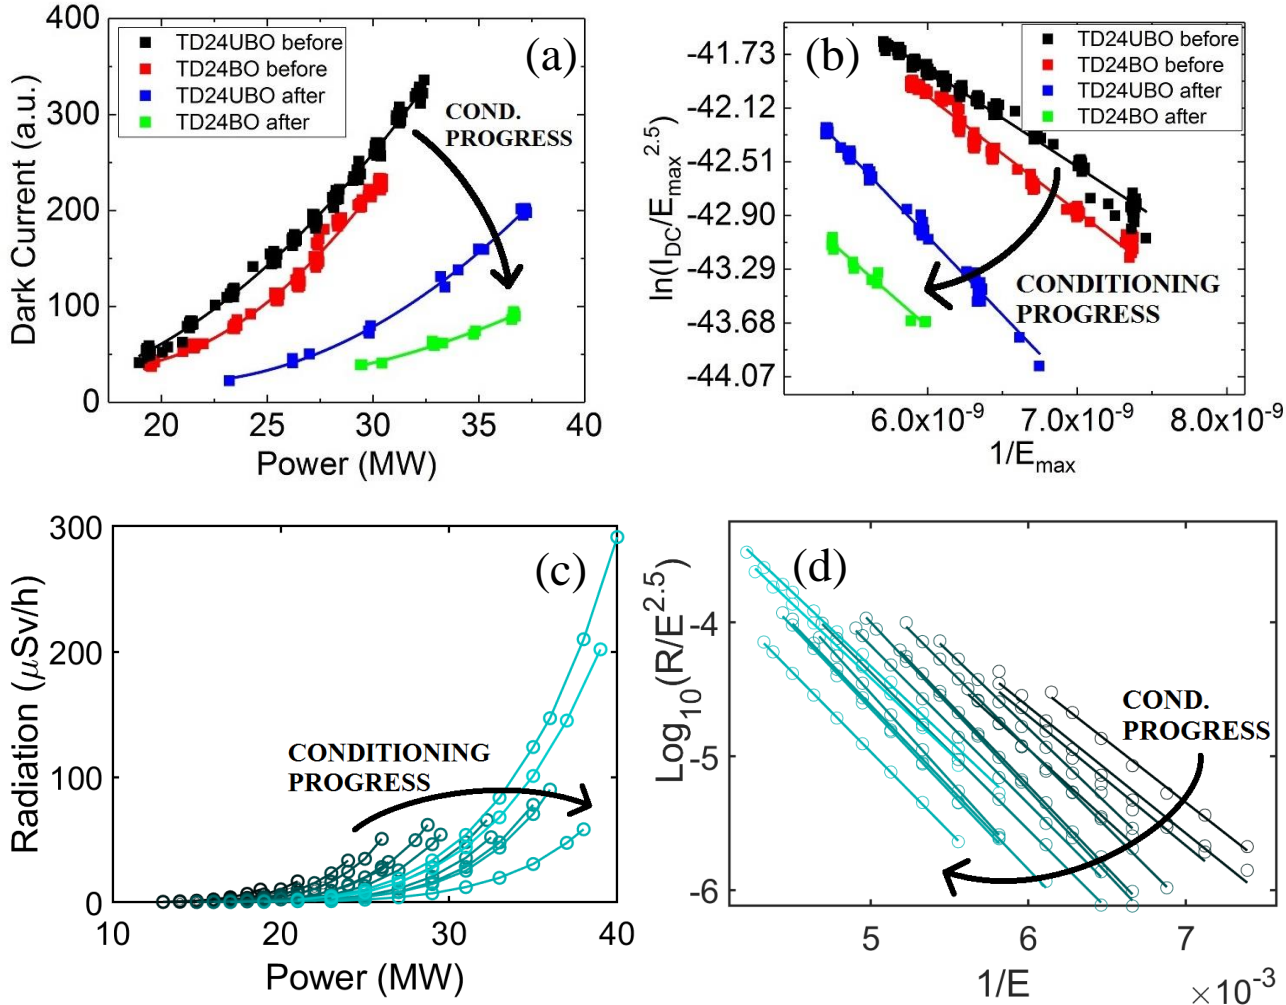 (a)
TD24UBO before
TD24BO before
TD24UBO after
TD24BO after
COND.
PROGRESS
Dark Current (a.u.)
400
300
200
100
0
20
25
30
35
40
Power (MW)
(b)
TD24UBO before
TD24BO before
TD24UBO after
TD24BO after
CONDITIONING
PROGRESS
ln(I_DC/E_max^2.5)
-41.73
-42.12
-42.51
-42.90
-43.29
-43.68
-44.07
6.0x10^-9
7.0x10^-9
8.0x10^-9
1/E_max
(c)
CONDITIONING
PROGRESS
Radiation (μSv/h)
300
200
100
0
10
20
30
40
Power (MW)
(d)
COND.
PROGRESS
Log_10(R/E^2.5)
-4
-5
-6
5
6
7
1/E
×10^-3